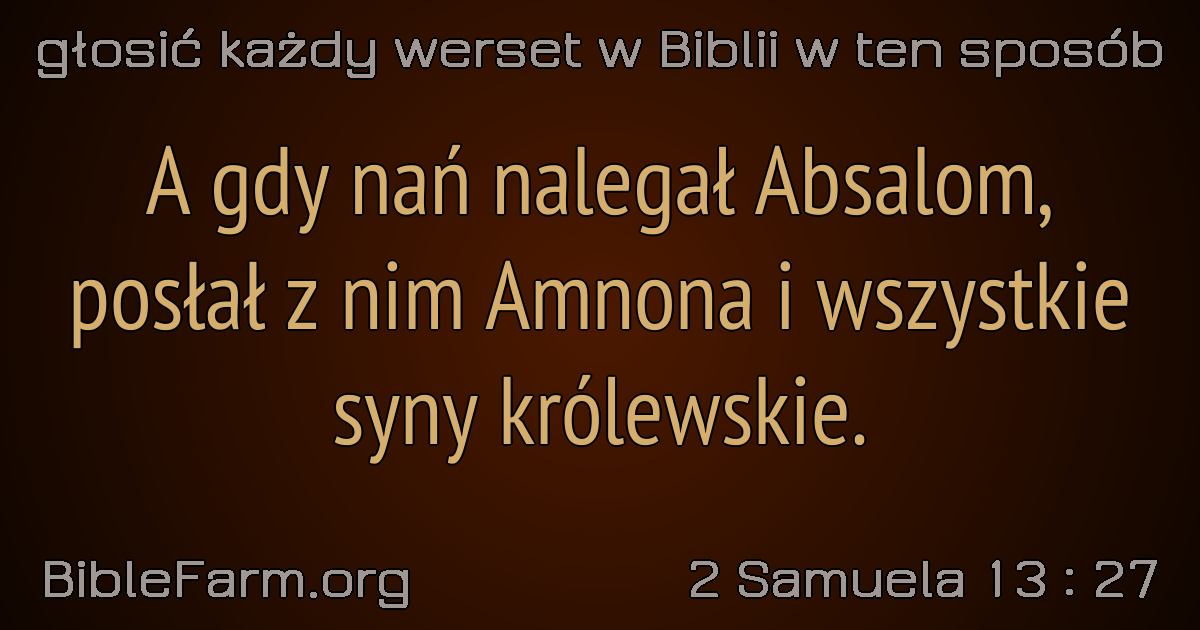 głosić każdy werset w Biblii w ten sposób
A gdy nań nalegał Absalom,
posłał z nim Amnona i wszystkie
syny królewskie.
BibleFarm.org
2 Samuela 13 : 27